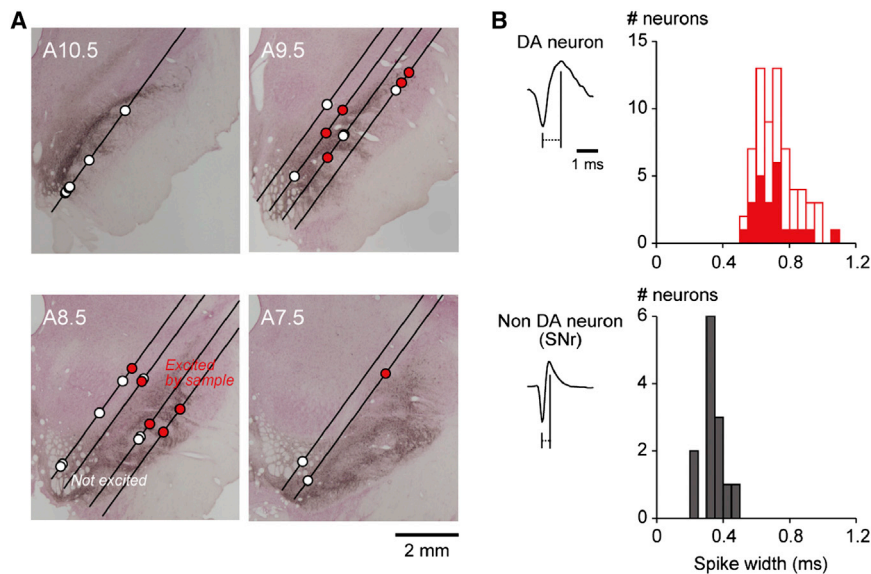 A
A10.5
A9.5
A8.5
Excited
by sample
Not excited
A7.5
2 mm
B
DA neuron
1 ms
# neurons
15
10
5
0
0
0.4
0.8
1.2
Non DA neuron
(SNr)
# neurons
6
4
2
0
0
0.4
0.8
1.2
Spike width (ms)